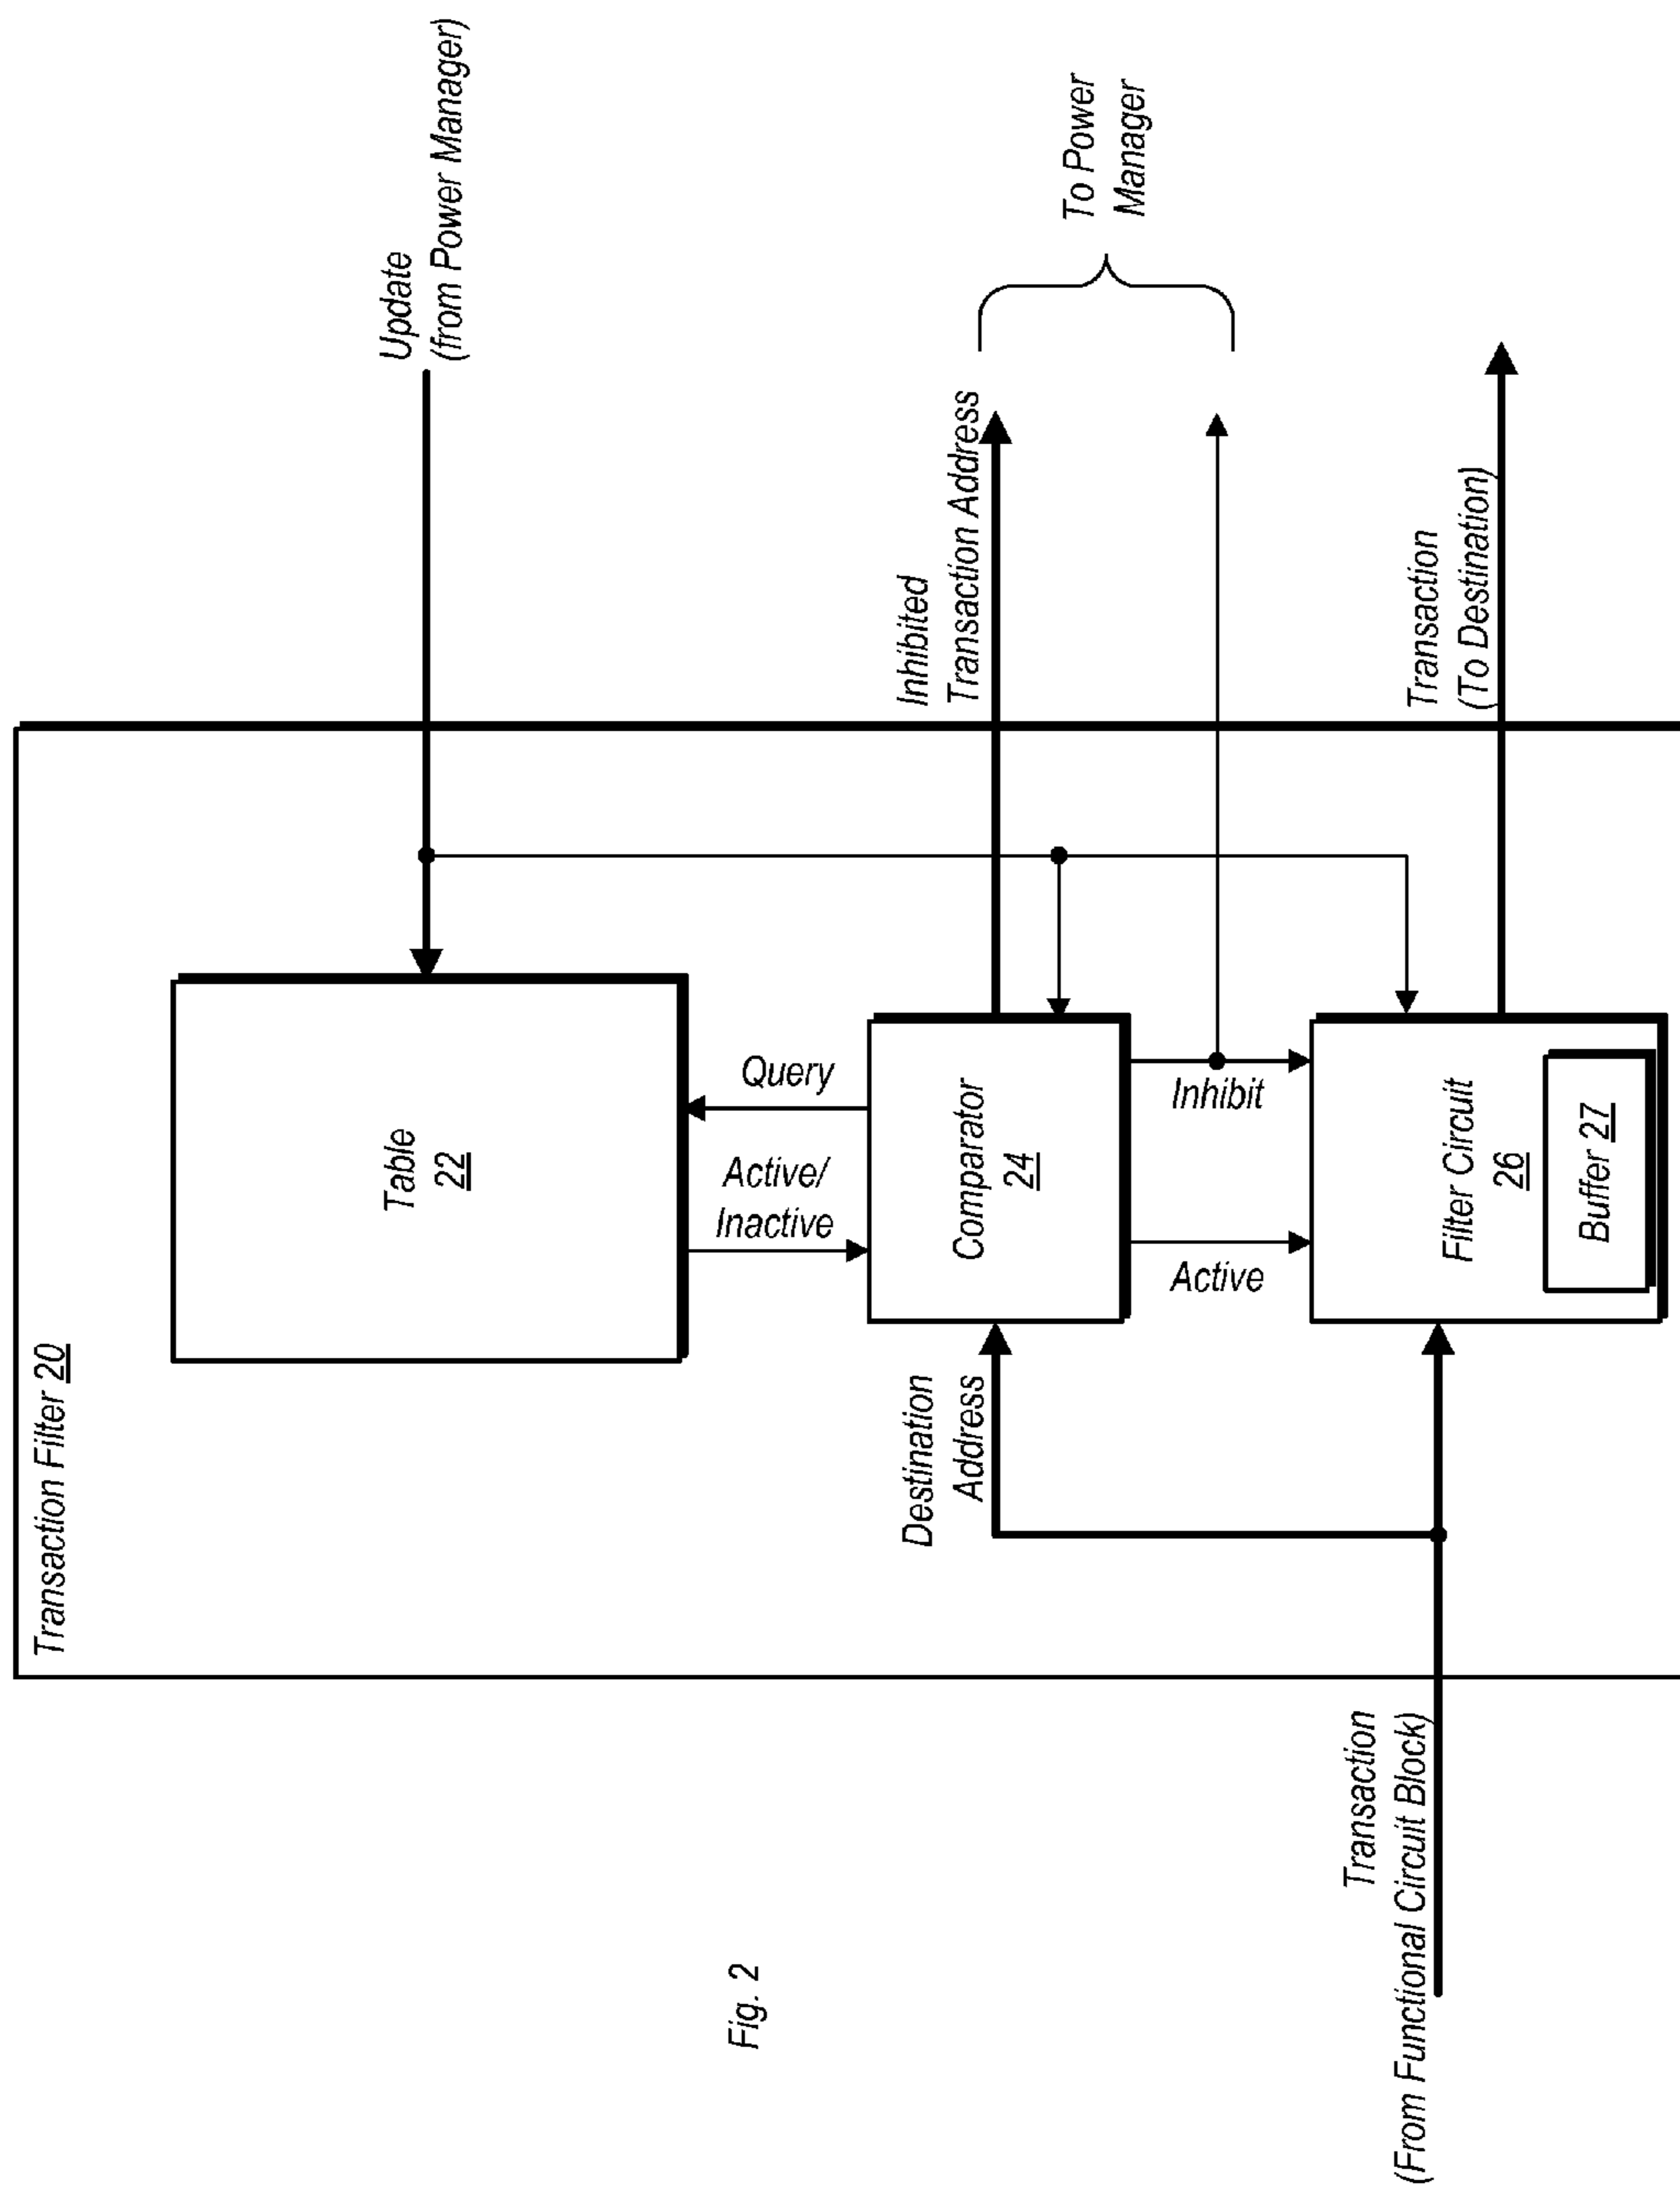 Transaction Filter 20
Update
(from Power Manager)
Table
22
Active/
Inactive
Query
Destination
Address
Comparator
24
Inhibited
Transaction Address
To Power
Manager
Active
Inhibit
Transaction
(From Functional Circuit Block)
Filter Circuit
26
Buffer 27
Transaction
(To Destination)
Fig. 2